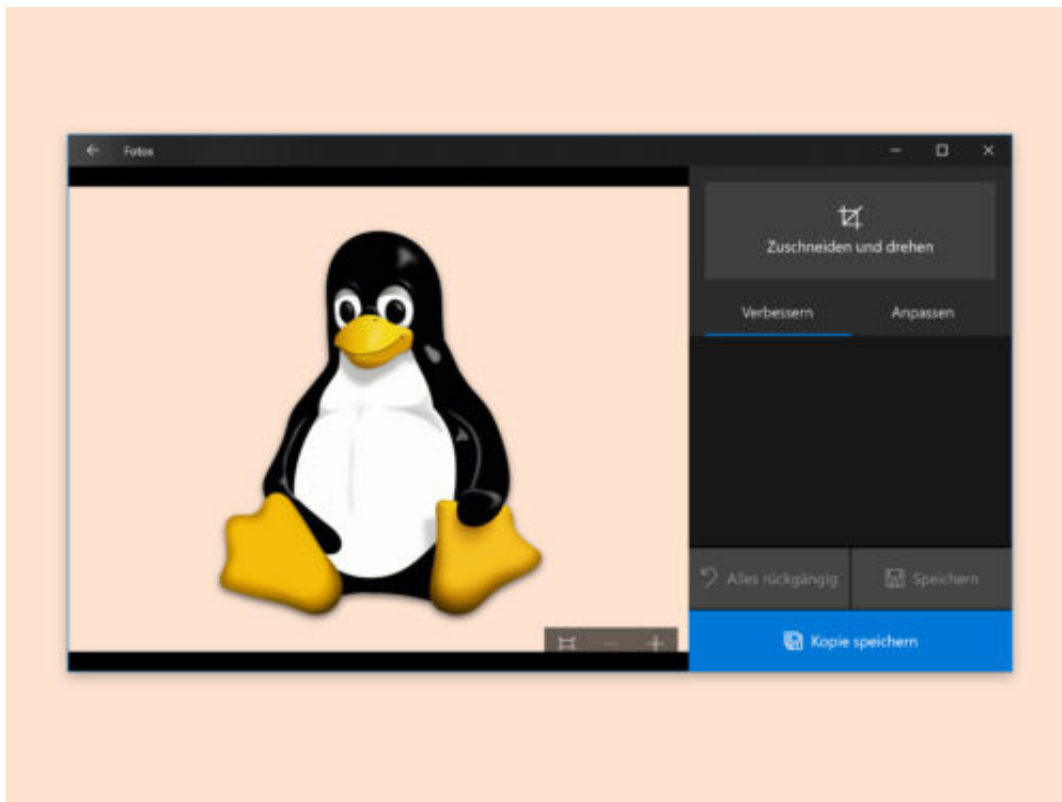 Fotos
Zuschneiden und drehen
Verbessern Anpassen
Alles rückgängig Speichern
Kopie speichern